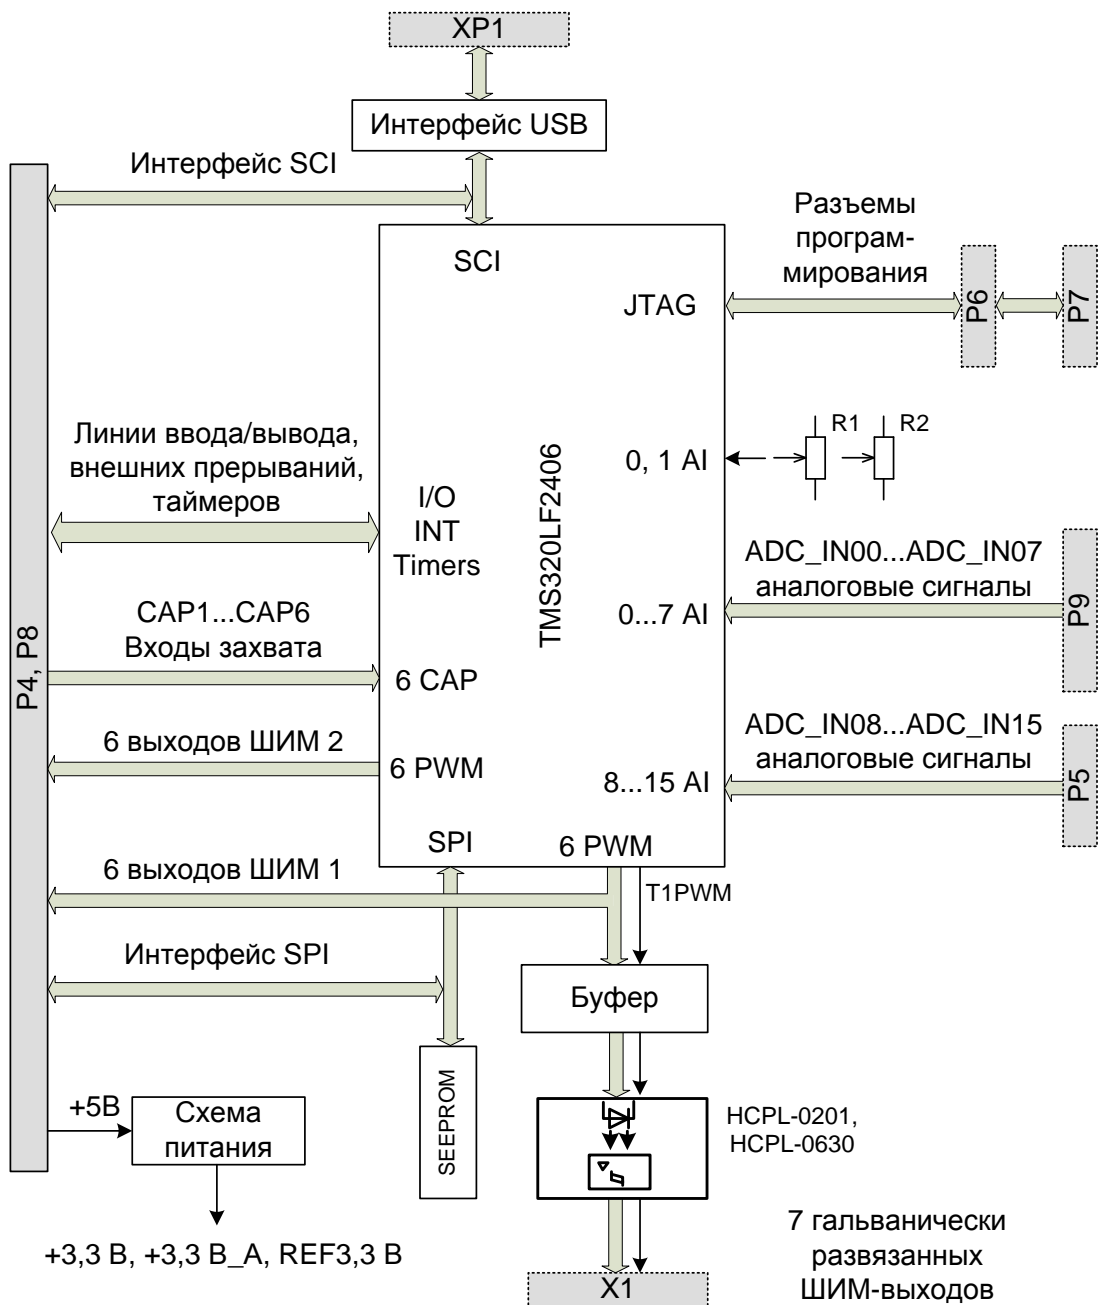 XP1
Интерфейс USB
Интерфейс SCI
SCI
Разъемы
програм-
мирования
JTAG
P6
P7
R1
R2
0, 1 AI
Линии ввода/вывода,
внешних прерываний,
таймеров
I/O
INT
Timers
TMS320LF2406
ADC_IN00...ADC_IN07
аналоговые сигналы
0...7 AI
P9
CAP1...CAP6
Входы захвата
6 CAP
P4, P8
6 выходов ШИМ 2
6 PWM
ADC_IN08...ADC_IN15
аналоговые сигналы
8...15 AI
P5
SPI
6 PWM
6 выходов ШИМ 1
T1PWM
Интерфейс SPI
Буфер
SEEPROM
+5В
Схема
питания
HCPL-0201,
HCPL-0630
+3,3 В, +3,3 В_А, REF3,3 В
7 гальванически
развязанных
ШИМ-выходов
X1